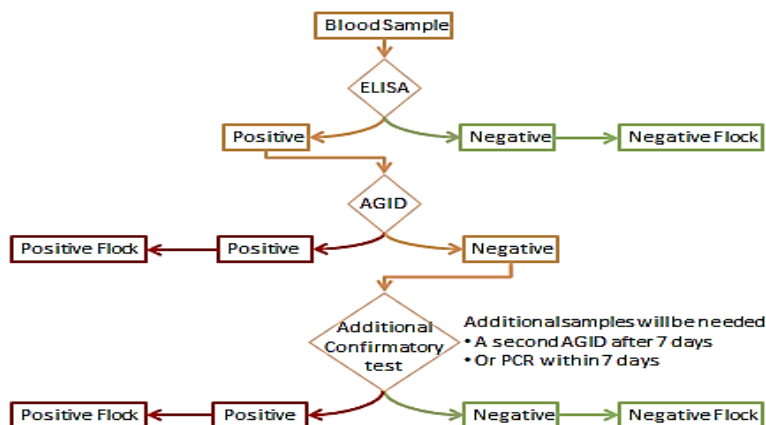 Blood Sample
ELISA
Positive
Negative
Negative Flock
AGID
Positive Flock
Positive
Negative
Additional
Confirmatory
test
Additional samples will be needed
• A second AGID after 7 days
• Or PCR within 7 days
Positive Flock
Positive
Negative
Negative Flock